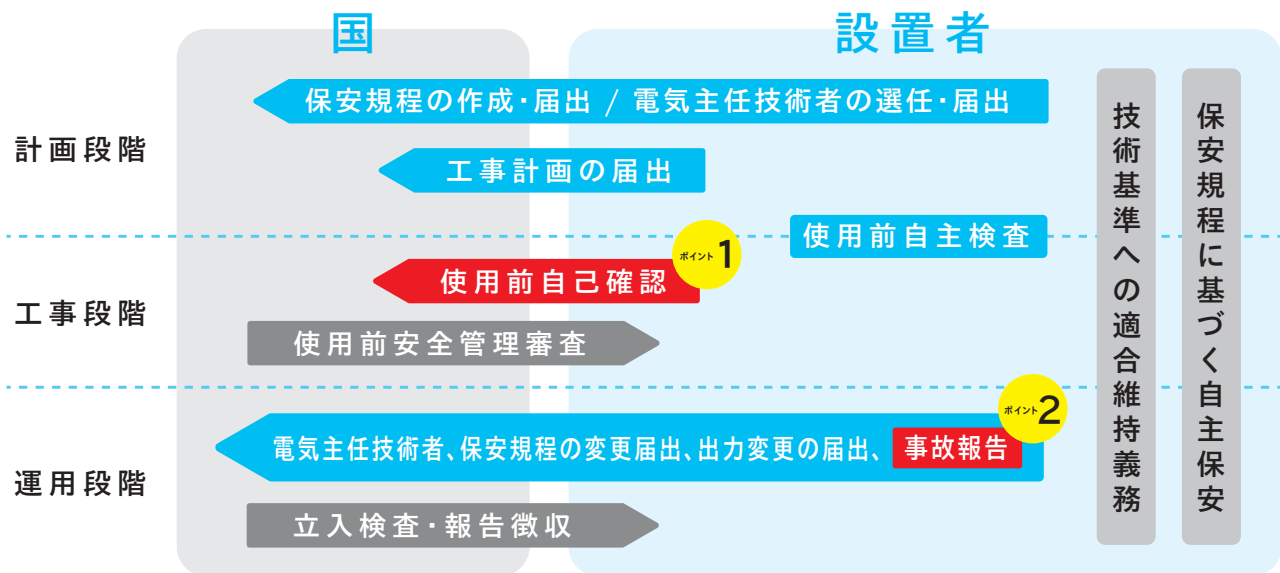 国
設置者
計画段階
保安規程の作成・届出 / 電気主任技術者の選任・届出
工事計画の届出
使用前自主検査
工事段階
使用前自己確認
ポイント1
使用前安全管理審査
運用段階
電気主任技術者、保安規程の変更届出、出力変更の届出、事故報告
ポイント2
立入検査・報告徴収
技術基準への適合維持義務
保安規程に基づく自主保安